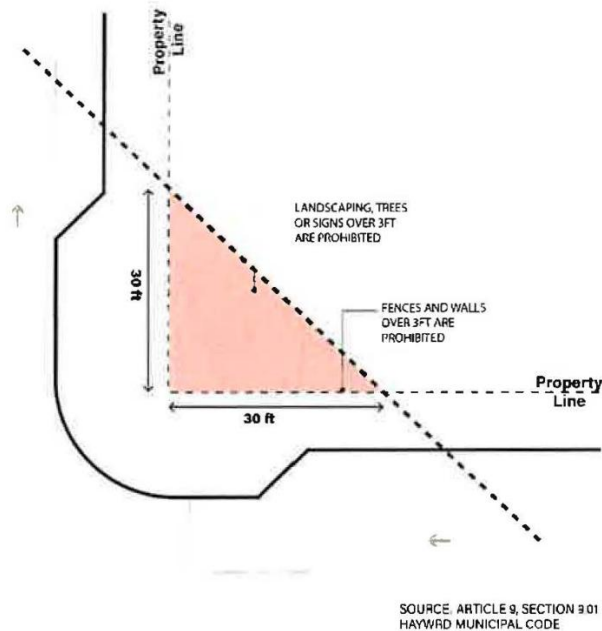 Property
Line
LANDSCAPING, TREES
OR SIGNS OVER 3FT
ARE PROHIBITED
30 ft
FENCES AND WALLS
OVER 3FT ARE
PROHIBITED
Property
Line
30 ft
SOURCE: ARTICLE 9, SECTION 9.01
HAYWRD MUNICIPAL CODE